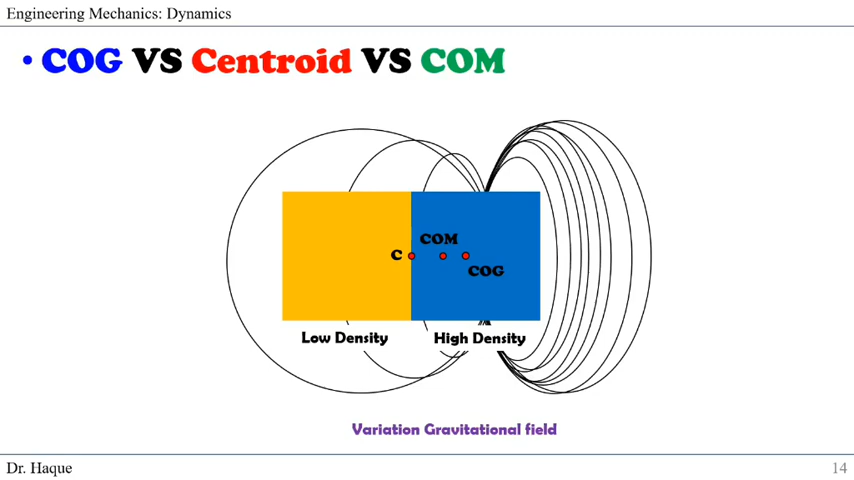 Engineering Mechanics: Dynamics
• COG VS Centroid VS COM
COM
C
COG
Low Density
High Density
Variation Gravitational field
Dr. Haque
14